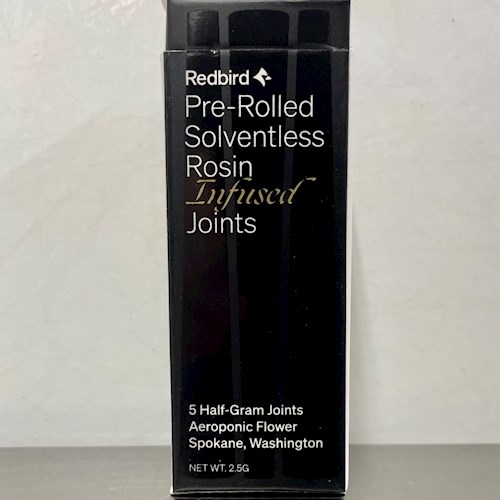 Redbird
Pre-Rolled
Solventless
Rosin
Infused
Joints
5 Half-Gram Joints
Aeroponic Flower
Spokane, Washington
NET WT. 2.5G